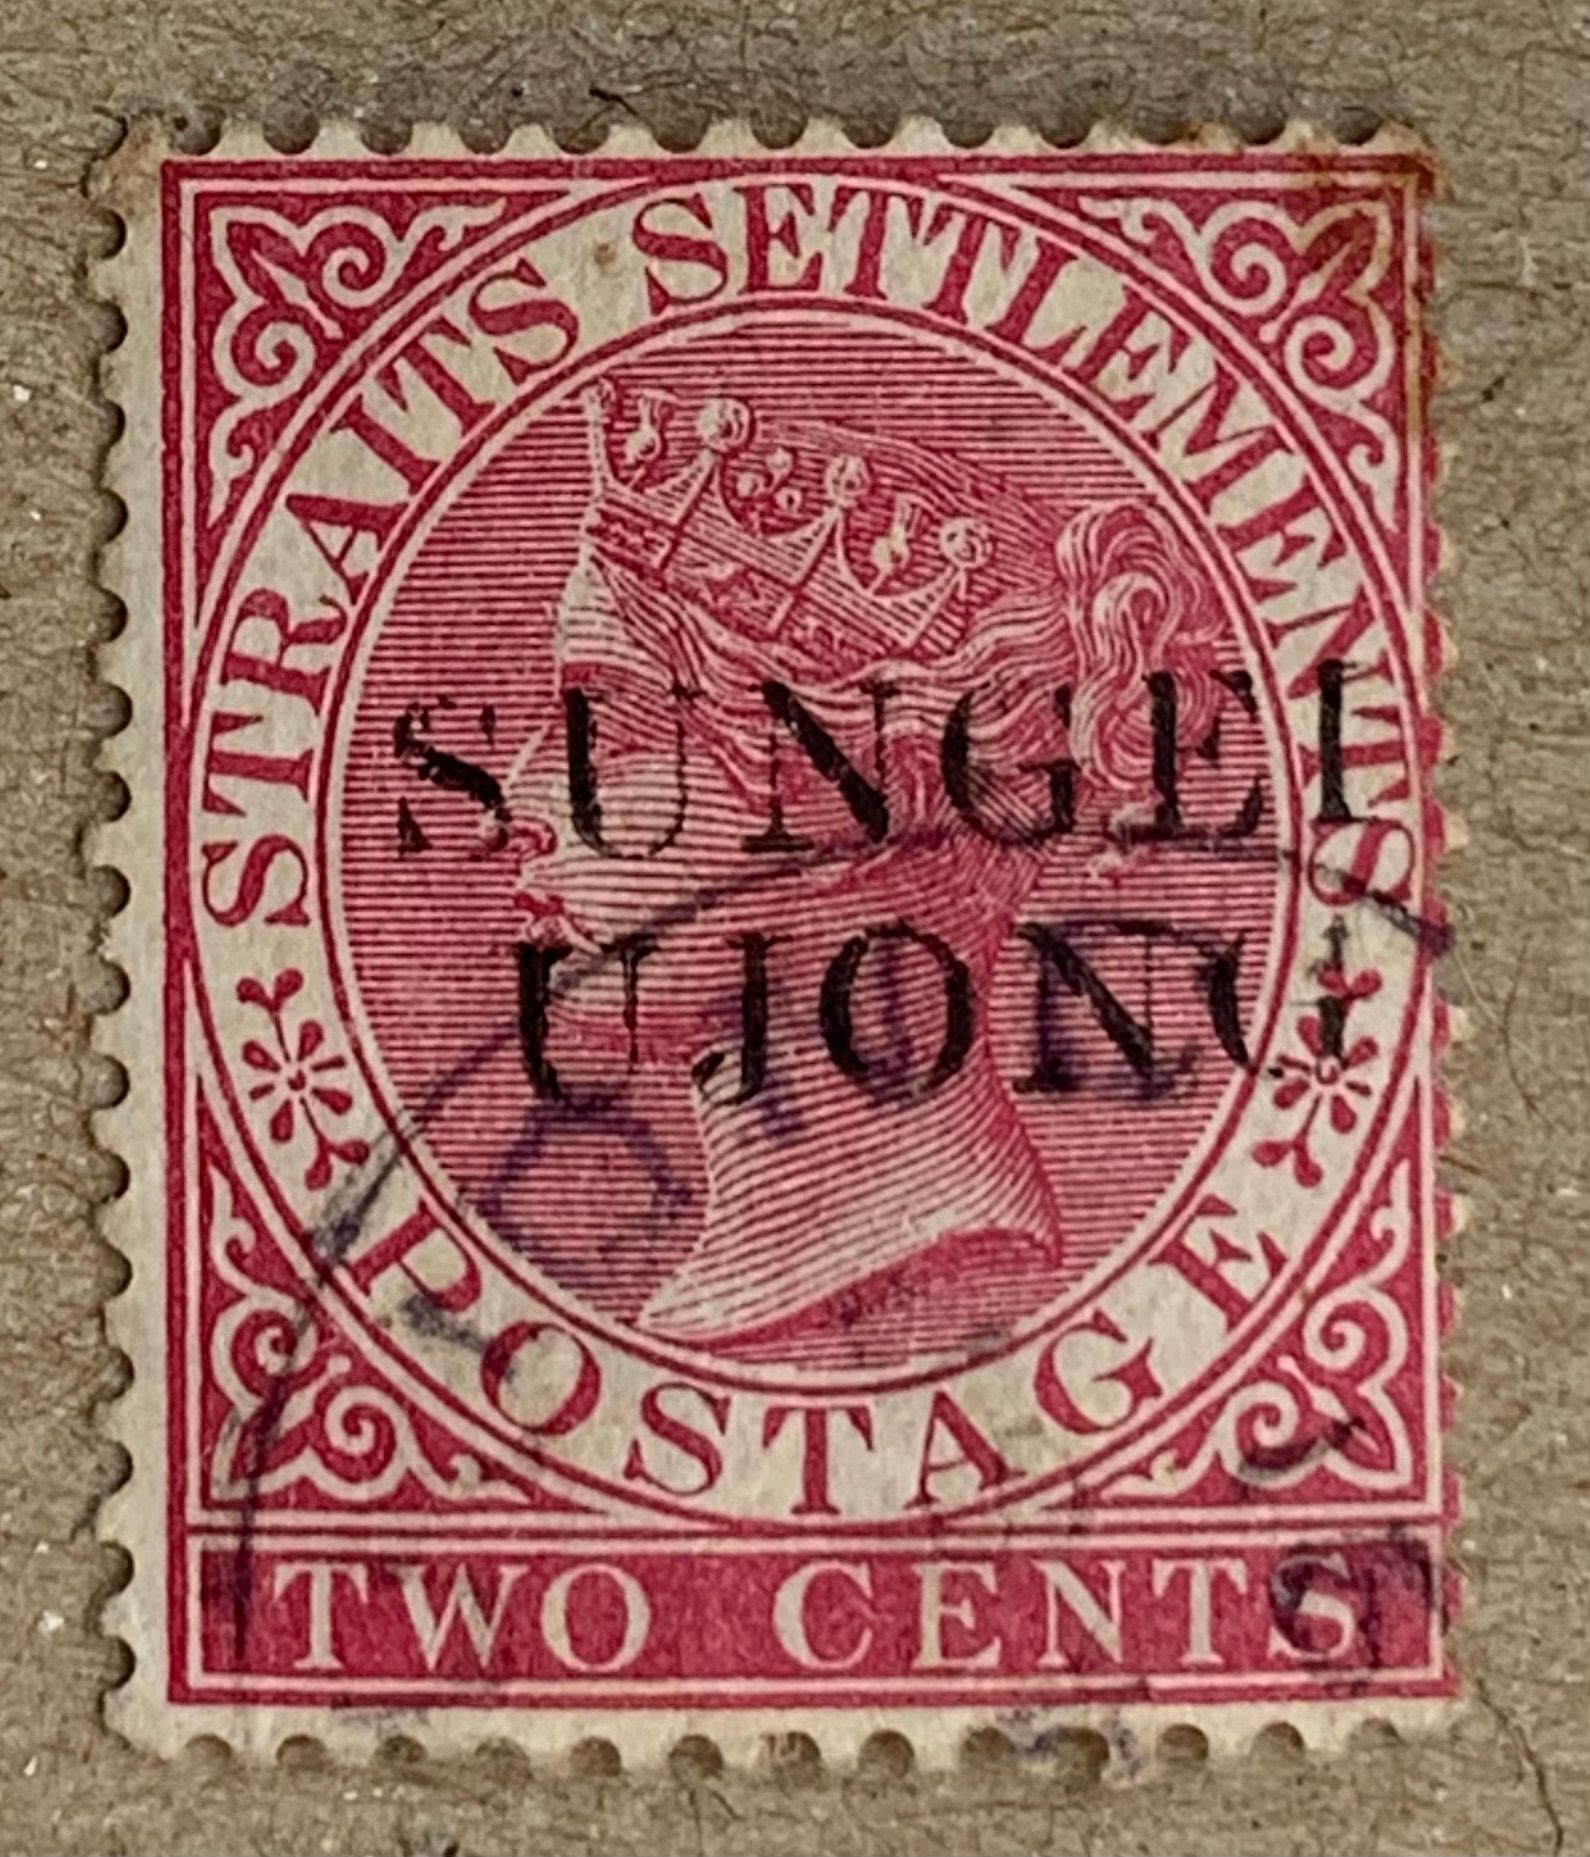 STRAITS SETTLEMENTS
SUNGEI
UJONG
POSTAGE
TWO CENTS